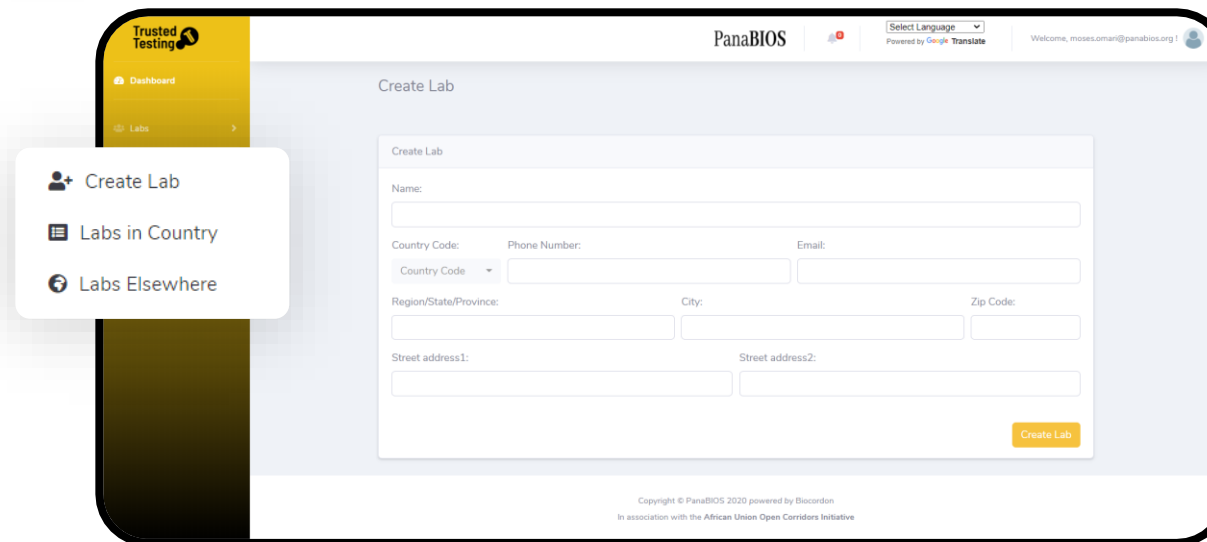 Trusted
Testing
PanaBIOS
0
Select Language
Powered by Google Translate
Welcome, moses.omari@panabios.org !
Dashboard
Labs
Create Lab
Labs in Country
Labs Elsewhere
Create Lab
Create Lab
Name:
Country Code: Phone Number: Email:
Country Code
Region/State/Province: City: Zip Code:
Street address1: Street address2:
Create Lab
Copyright © PanaBIOS 2020 powered by Biocordon
In association with the African Union Open Corridors Initiative